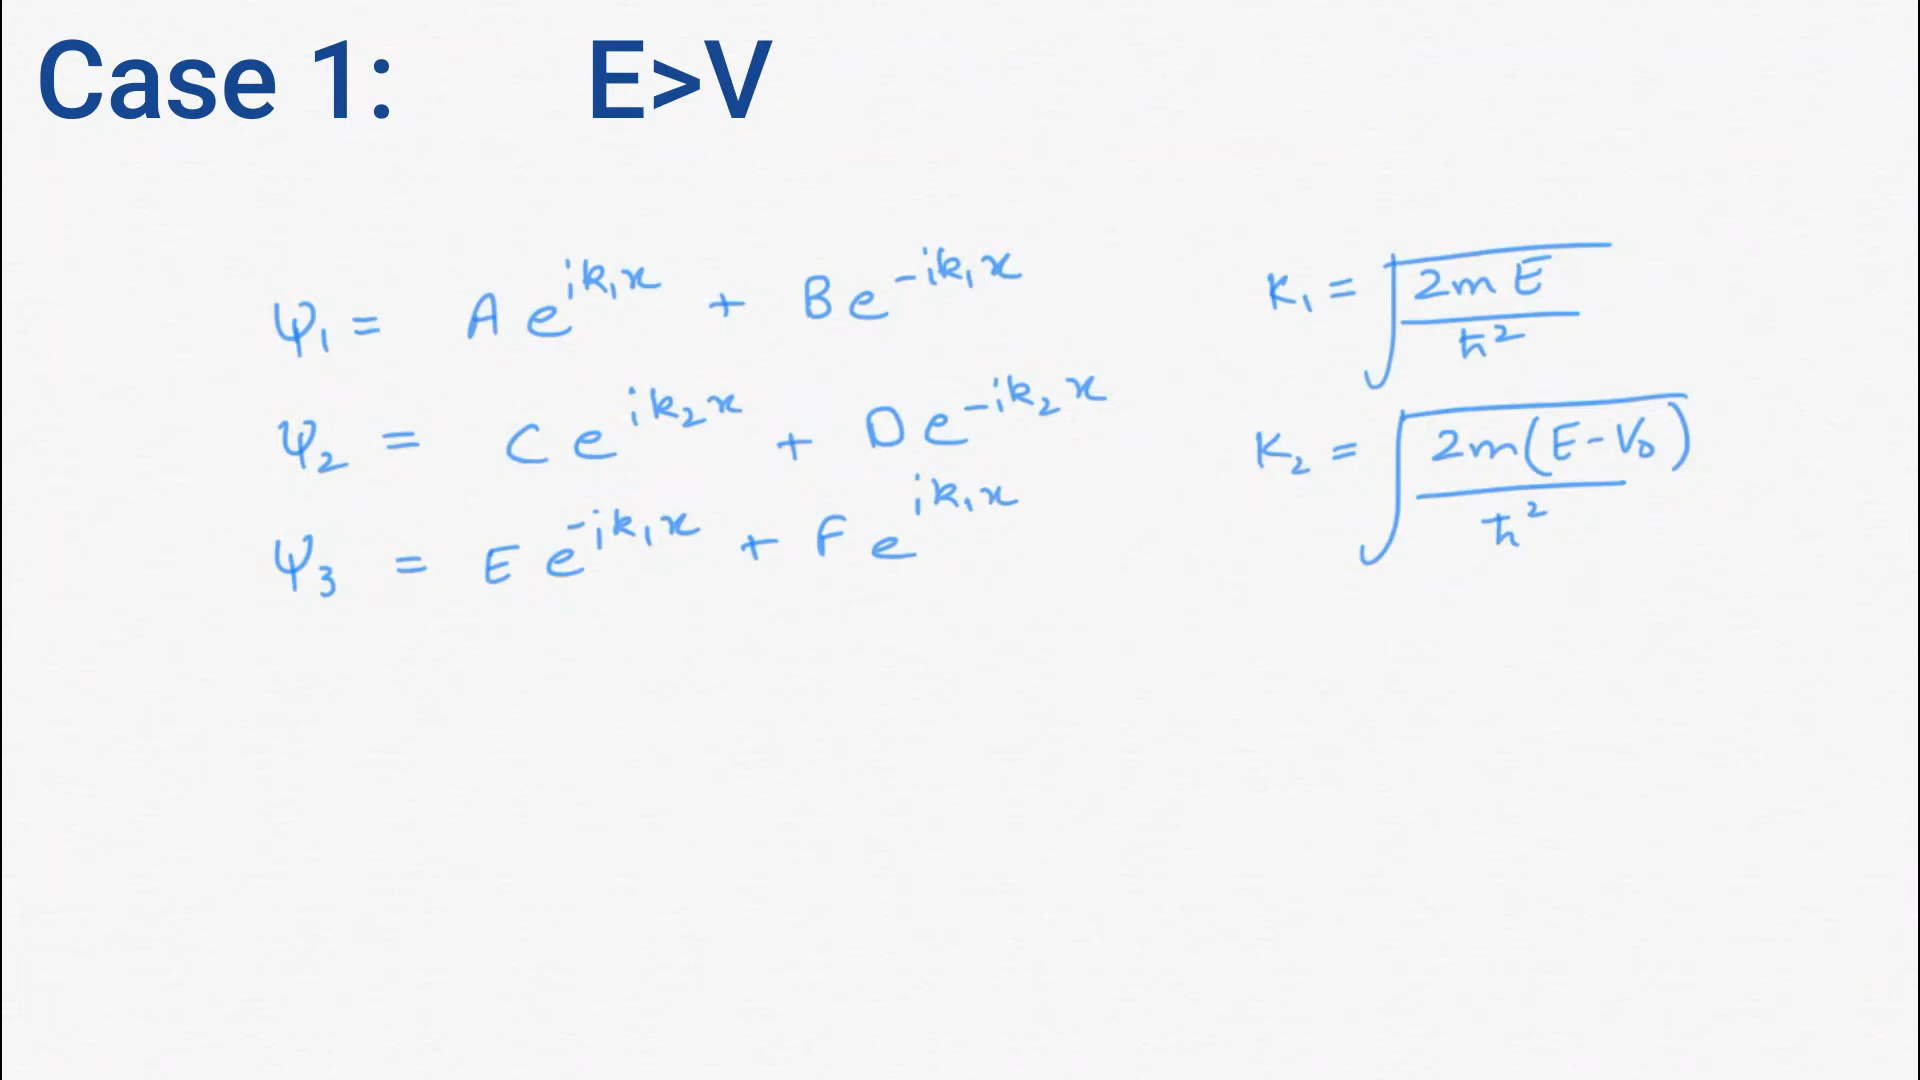 Case 1: E>V
ψ₁ = A e^{ik₁x} + B e^{-ik₁x}
k₁ = √(2mE/ħ²)
ψ₂ = C e^{ik₂x} + D e^{-ik₂x}
k₂ = √(2m(E-V₀)/ħ²)
ψ₃ = E e^{-ik₁x} + F e^{ik₁x}